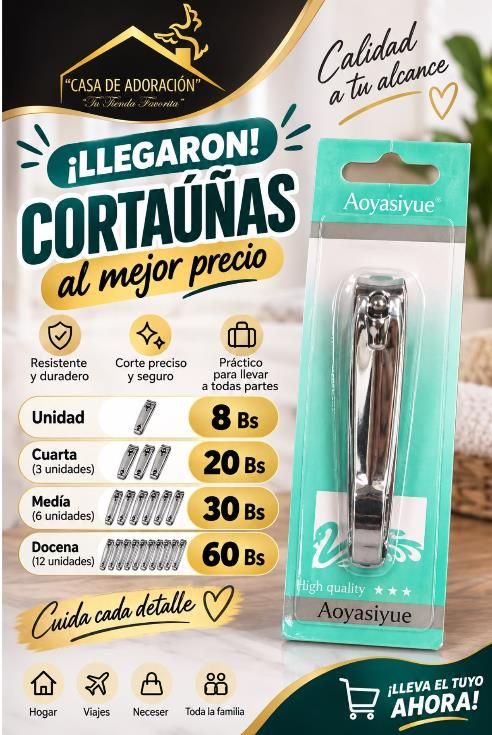 "CASA DE ADORACIÓN"
"Tu Tienda Favorita"
Calidad
a tu alcance
¡LLEGARON!
CORTAÚÑAS
al mejor precio
Resistente
y duradero
Corte preciso
y seguro
Práctico
para llevar
a todas partes
Unidad
8 Bs
Cuarta
(3 unidades)
20 Bs
Medía
(6 unidades)
30 Bs
Docena
(12 unidades)
60 Bs
Cuida cada detalle
Hogar
Viajes
Neceser
Toda la familia
Aoyasiyue®
High quality ★★★
Aoyasiyue
¡LLEVA EL TUYO
AHORA!